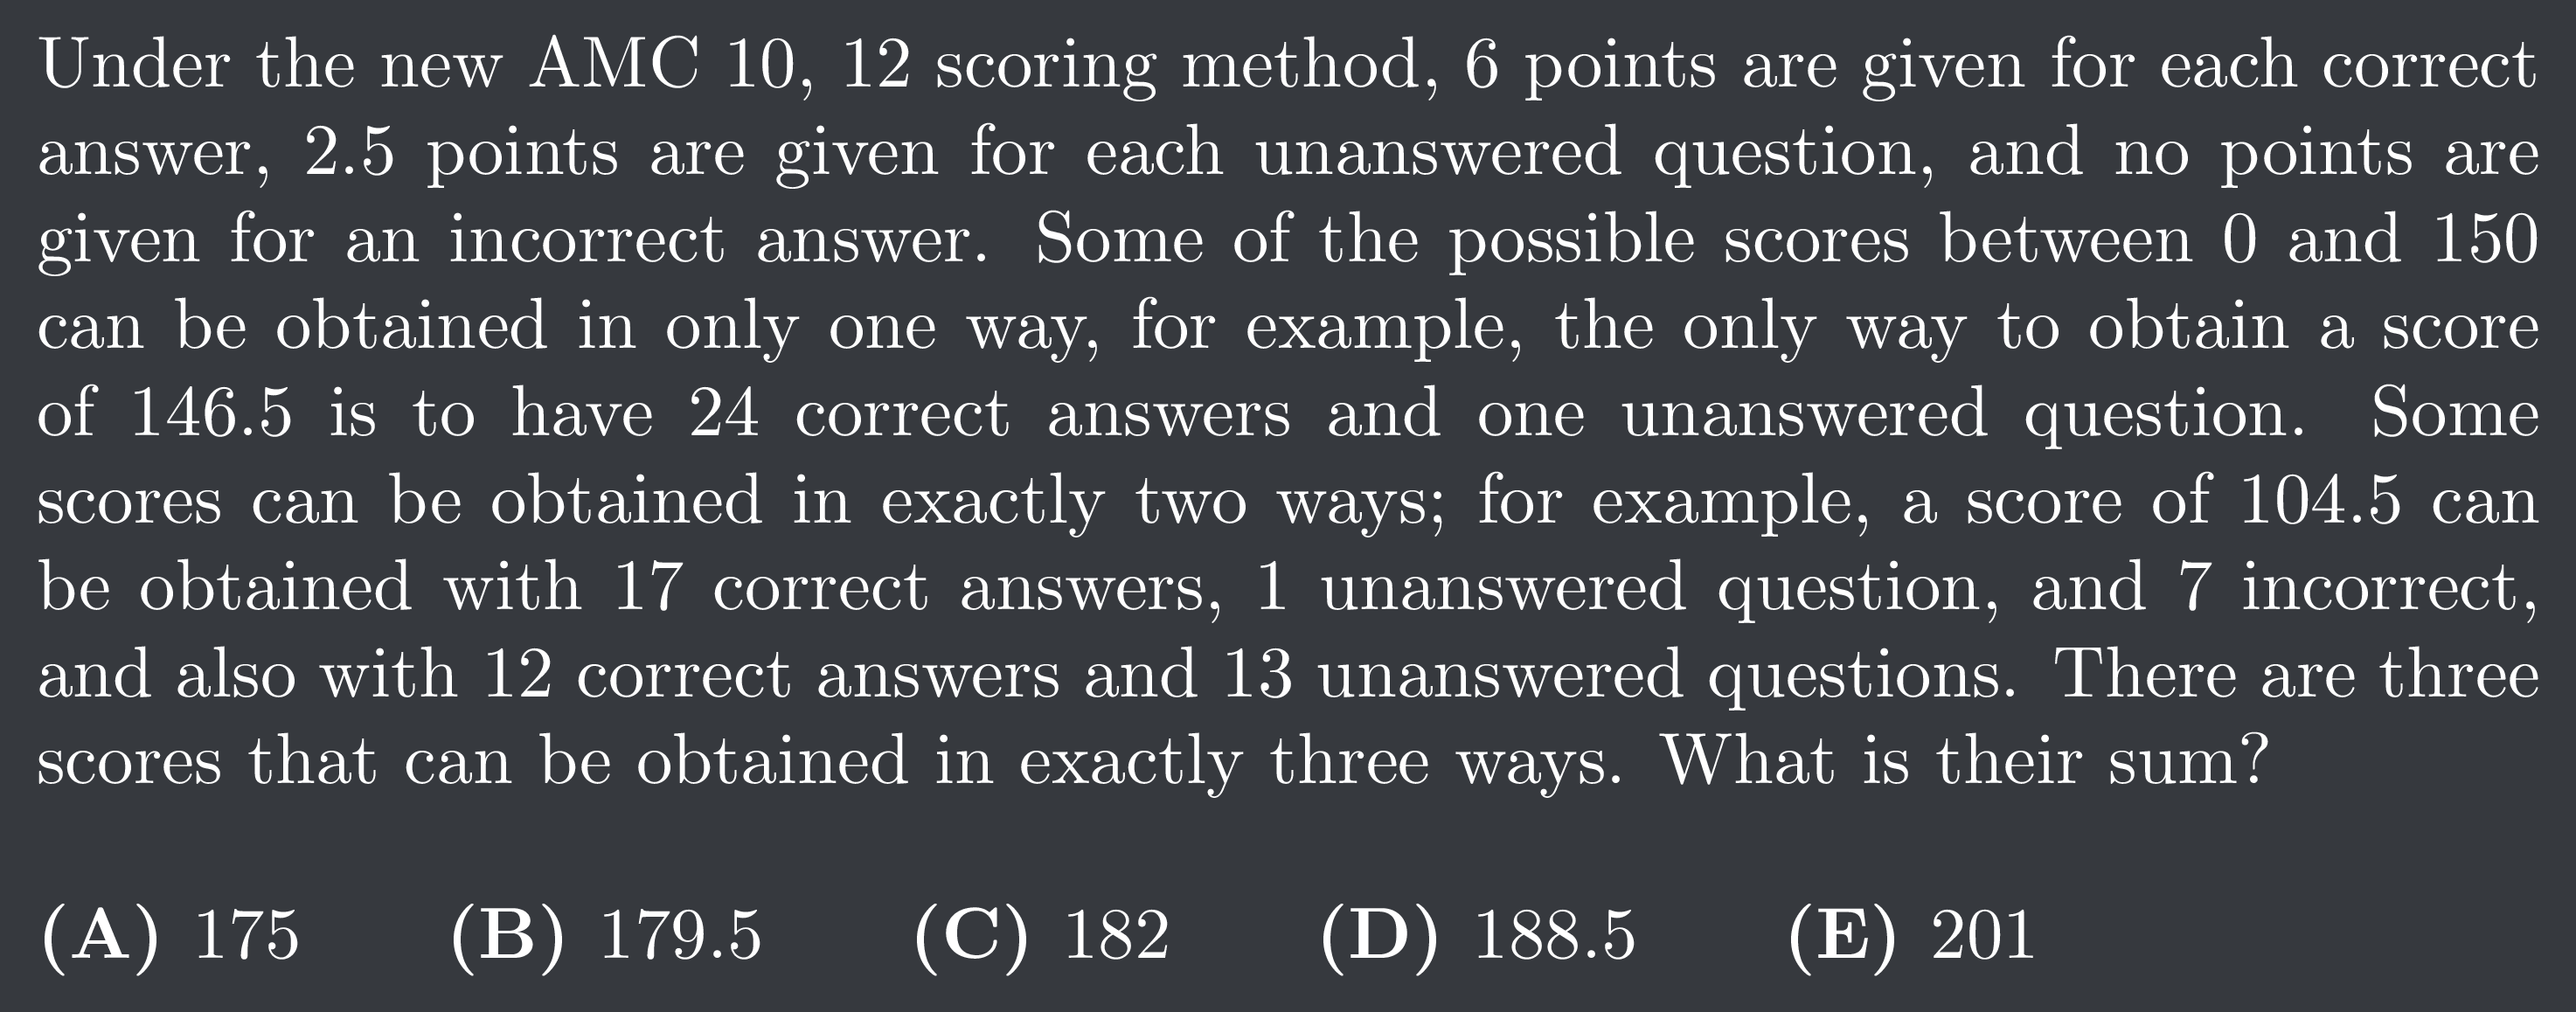 Under the new AMC 10, 12 scoring method, 6 points are given for each correct
answer, 2.5 points are given for each unanswered question, and no points are
given for an incorrect answer. Some of the possible scores between 0 and 150
can be obtained in only one way, for example, the only way to obtain a score
of 146.5 is to have 24 correct answers and one unanswered question. Some
scores can be obtained in exactly two ways; for example, a score of 104.5 can
be obtained with 17 correct answers, 1 unanswered question, and 7 incorrect,
and also with 12 correct answers and 13 unanswered questions. There are three
scores that can be obtained in exactly three ways. What is their sum?
(A) 175 (B) 179.5 (C) 182 (D) 188.5 (E) 201